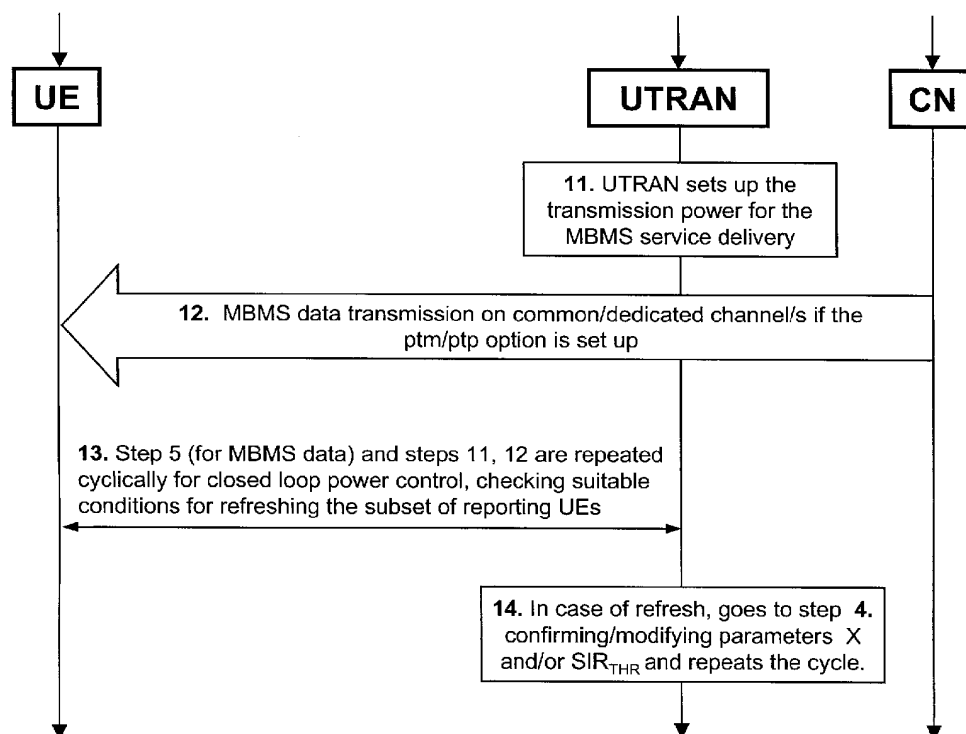 UE
UTRAN
CN
11. UTRAN sets up the
transmission power for the
MBMS service delivery
12. MBMS data transmission on common/dedicated channel/s if the
ptm/ptp option is set up
13. Step 5 (for MBMS data) and steps 11, 12 are repeated
cyclically for closed loop power control, checking suitable
conditions for refreshing the subset of reporting UEs
14. In case of refresh, goes to step 4.
confirming/modifying parameters X
and/or SIRTHR and repeats the cycle.